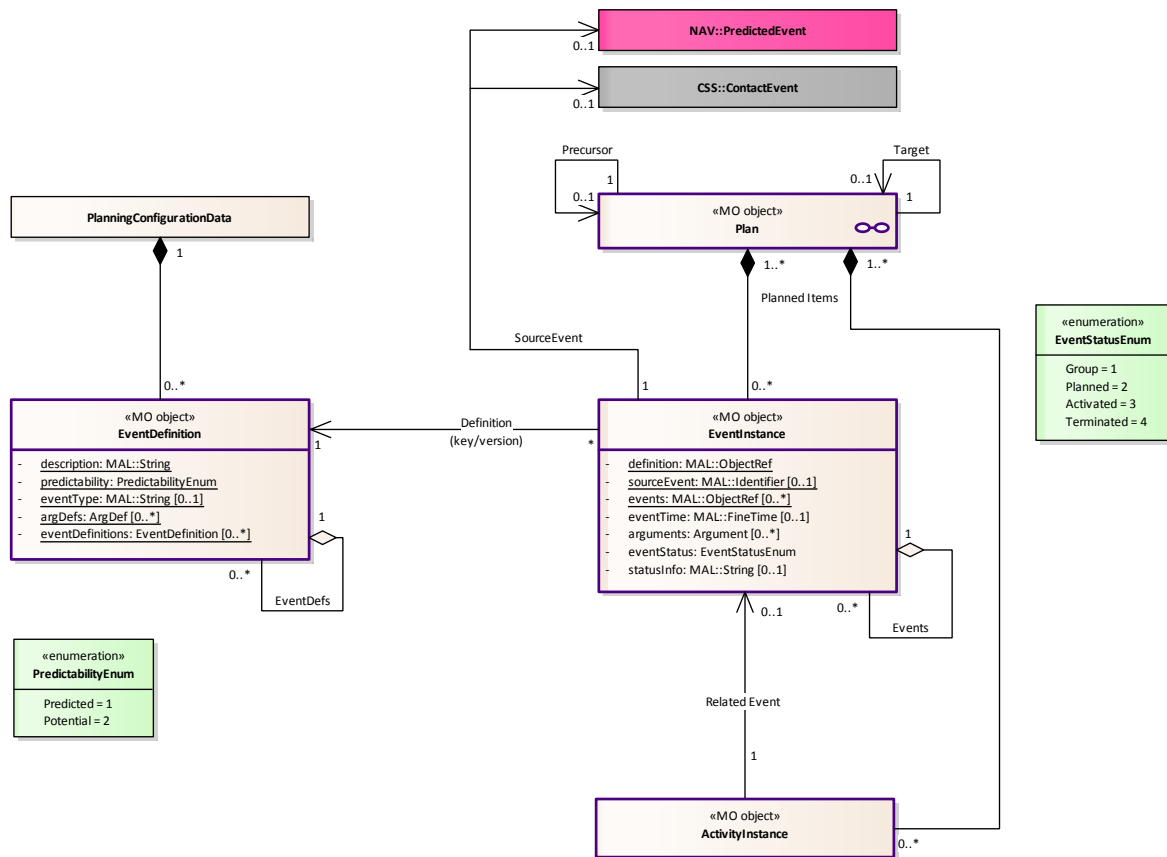 NAV::PredictedEvent
0..1
CSS::ContactEvent
0..1
Precursor
Target
1
0..1
0..1
1
«MO object»
Plan
PlanningConfigurationData
1
1..*
1..*
Planned Items
SourceEvent
«enumeration»
EventStatusEnum
Group = 1
Planned = 2
Activated = 3
Terminated = 4
0..*
1
0..*
«MO object»
EventDefinition
- description: MAL::String
- predictability: PredictabilityEnum
- eventType: MAL::String [0..1]
- argDefs: ArgDef [0..*]
- eventDefinitions: EventDefinition [0..*]
1
Definition
(key/version)
*
«MO object»
EventInstance
- definition: MAL::ObjectRef
- sourceEvent: MAL::Identifier [0..1]
- events: MAL::ObjectRef [0..*]
- eventTime: MAL::FineTime [0..1]
- arguments: Argument [0..*]
- eventStatus: EventStatusEnum
- statusInfo: MAL::String [0..1]
1
0..*
EventDefs
1
0..*
Events
0..1
«enumeration»
PredictabilityEnum
Predicted = 1
Potential = 2
Related Event
1
«MO object»
ActivityInstance
0..*